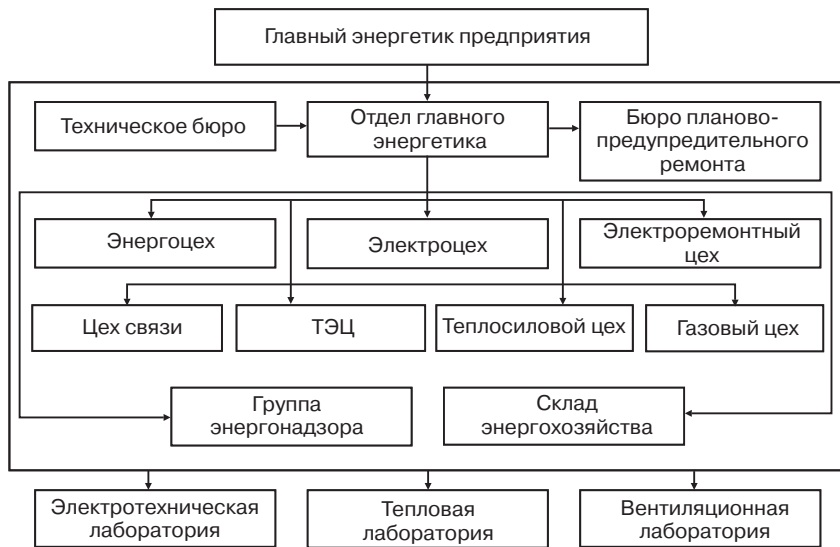 Главный энергетик предприятия
Техническое бюро
Отдел главного
энергетика
Бюро планово-
предупредительного
ремонта
Энергоцех
Электроцех
Электроремонтный
цех
Цех связи
ТЭЦ
Теплосиловой цех
Газовый цех
Группа
энергонадзора
Склад
энергохозяйства
Электротехническая
лаборатория
Тепловая
лаборатория
Вентиляционная
лаборатория